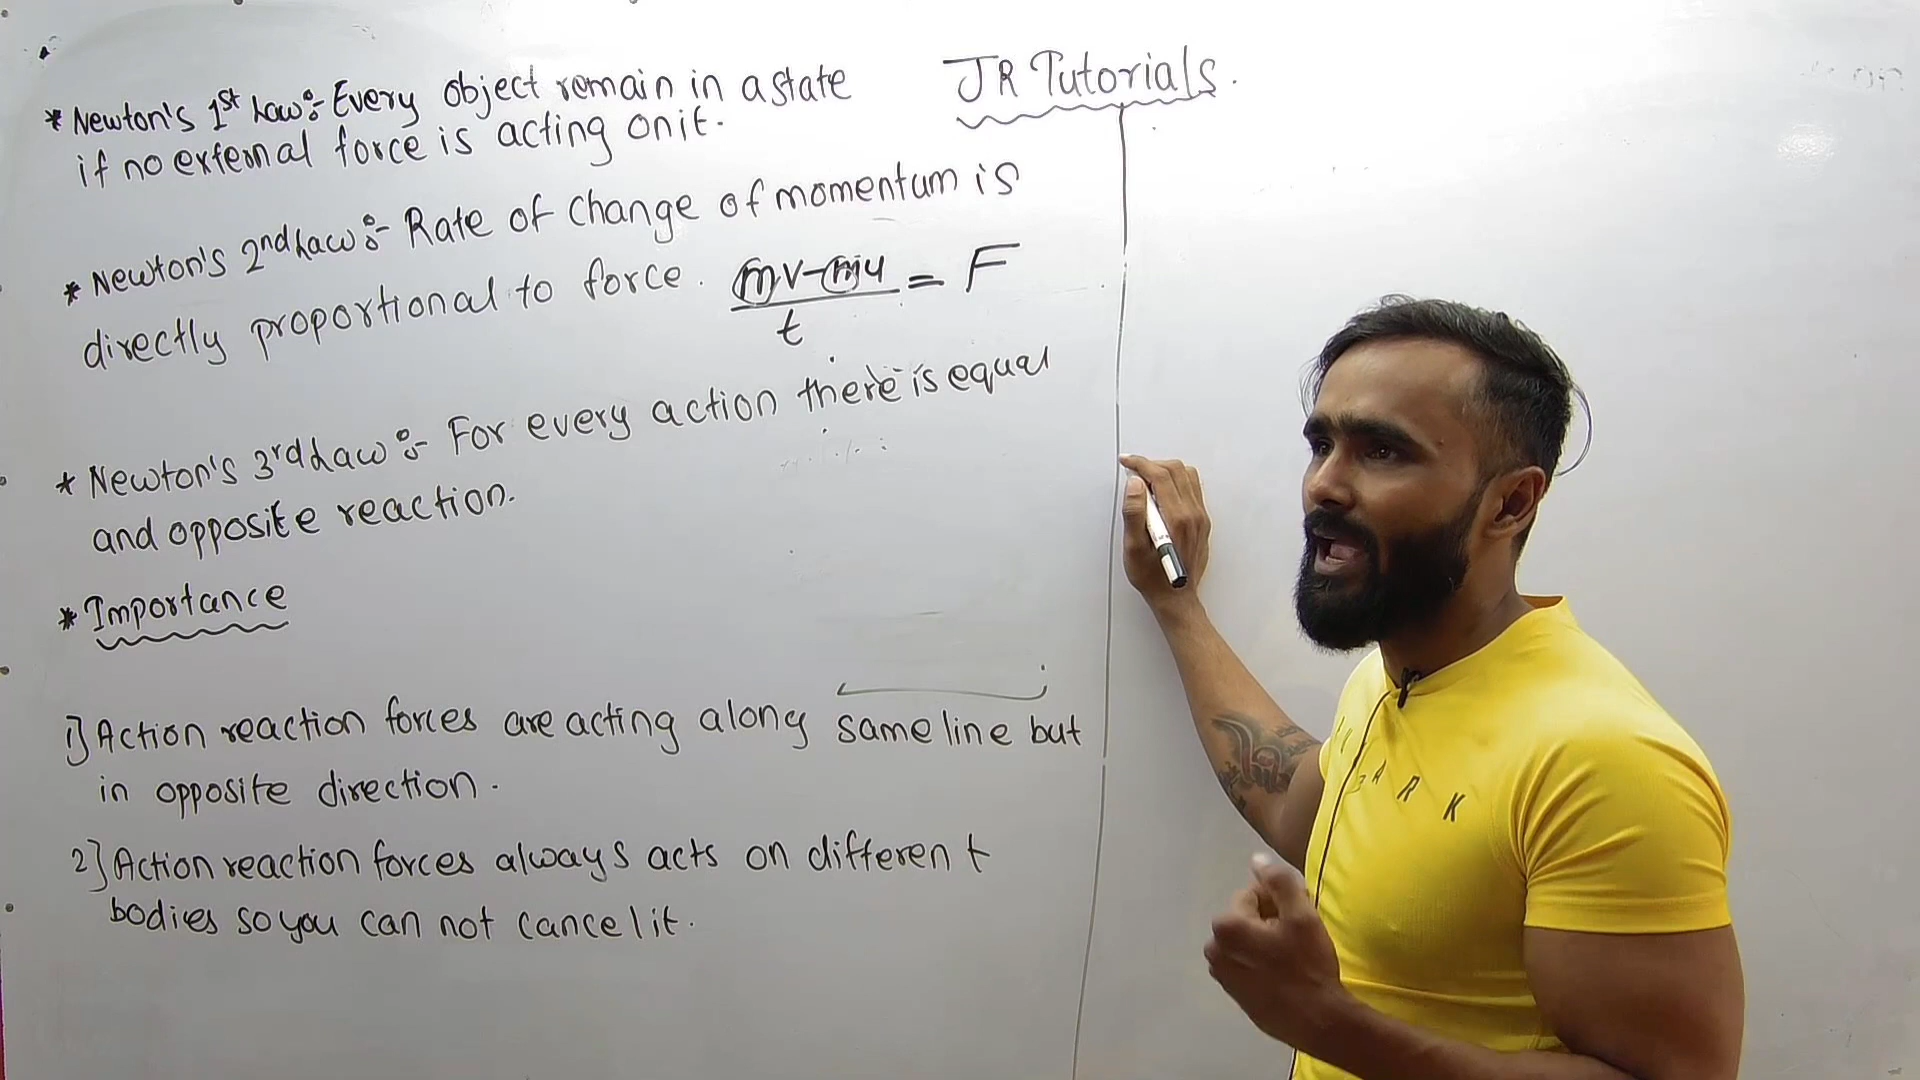 JR Tutorials.
* Newton's 1st Law:- Every object remain in a state
if no external force is acting on it.
* Newton's 2nd Law:- Rate of change of momentum is
directly proportional to force. mv-mu/t = F
* Newton's 3rd Law:- For every action there is equal
and opposite reaction.
* Importance
1] Action reaction forces are acting along same line but
in opposite direction.
2] Action reaction forces always acts on different
bodies so you can not cancel it.